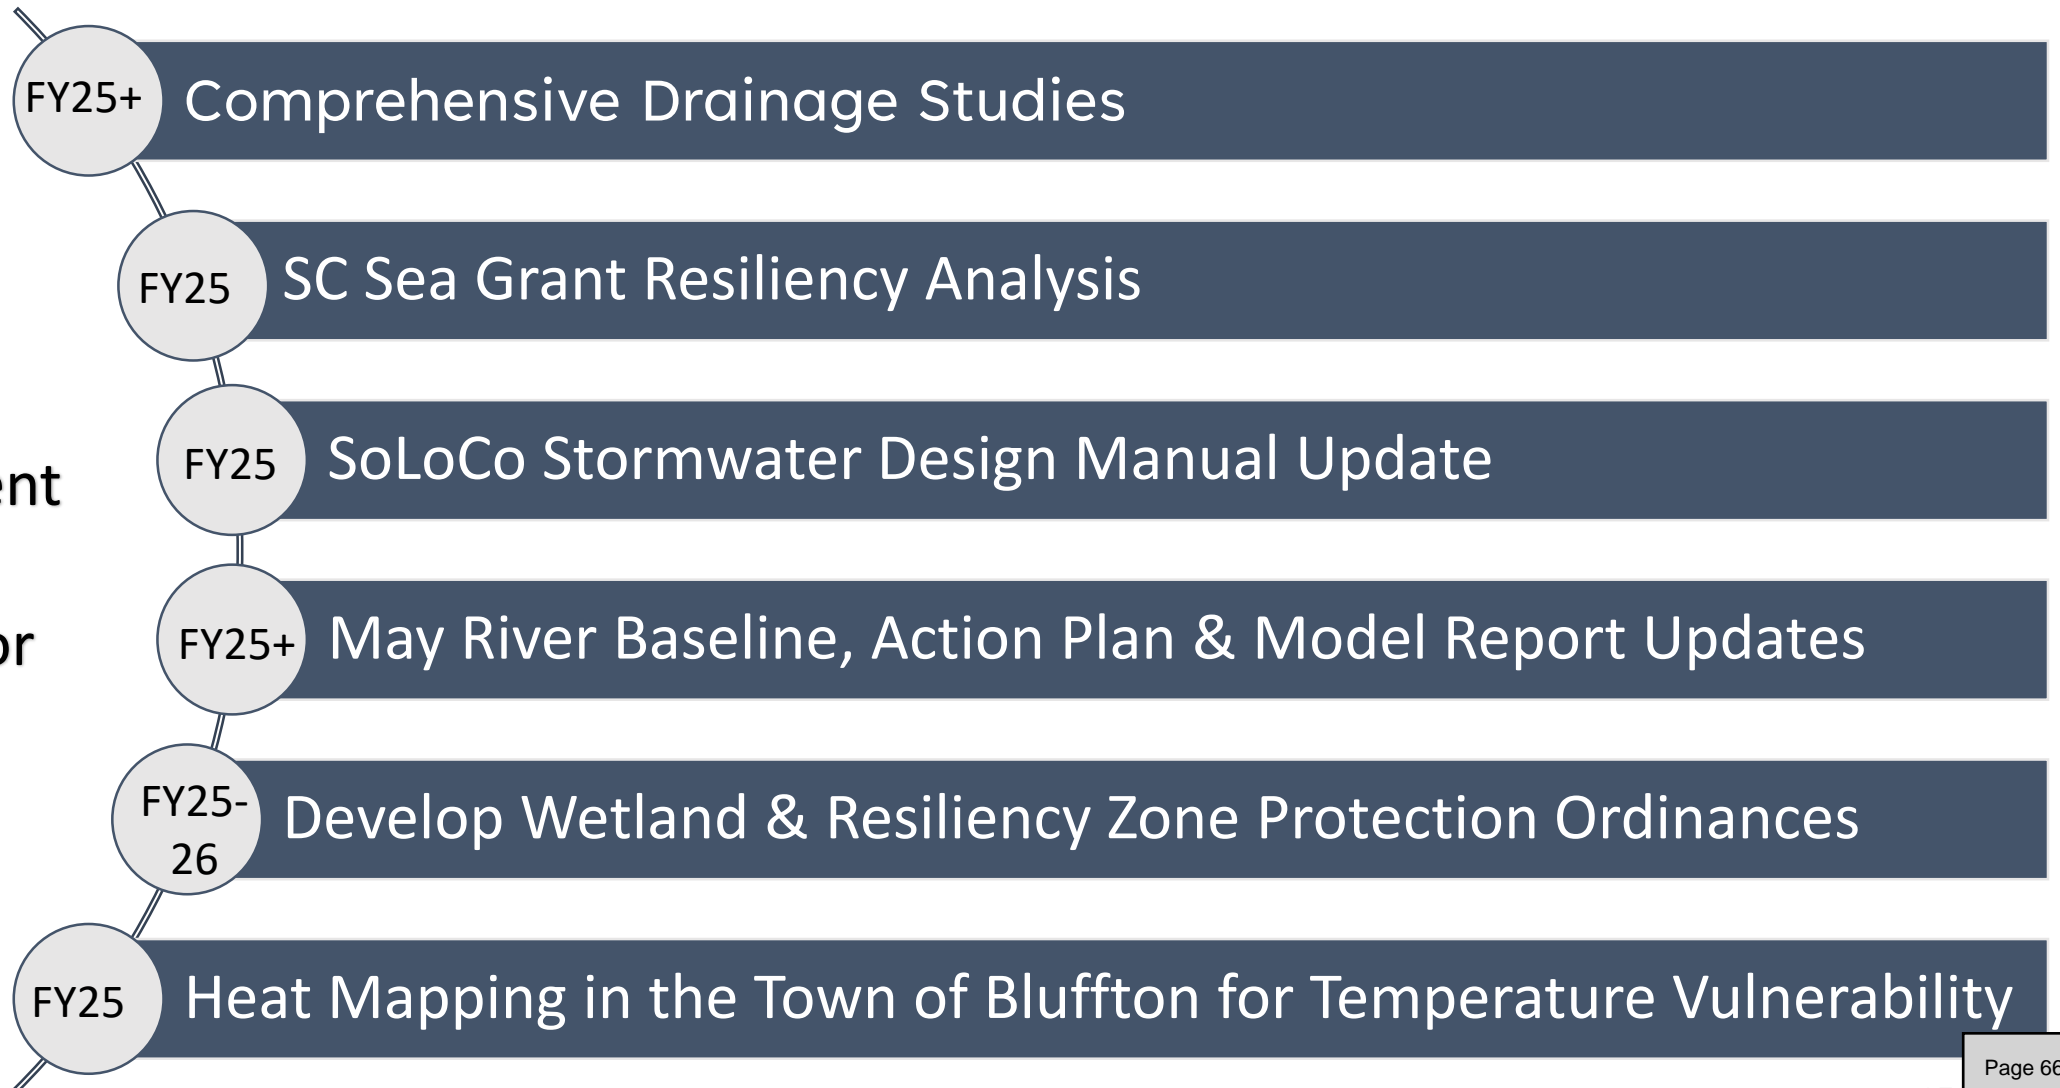 FY25+
Comprehensive Drainage Studies
FY25
SC Sea Grant Resiliency Analysis
FY25
SoLoCo Stormwater Design Manual Update
FY25+
May River Baseline, Action Plan & Model Report Updates
FY25-
26
Develop Wetland & Resiliency Zone Protection Ordinances
FY25
Heat Mapping in the Town of Bluffton for Temperature Vulnerability
Page 66